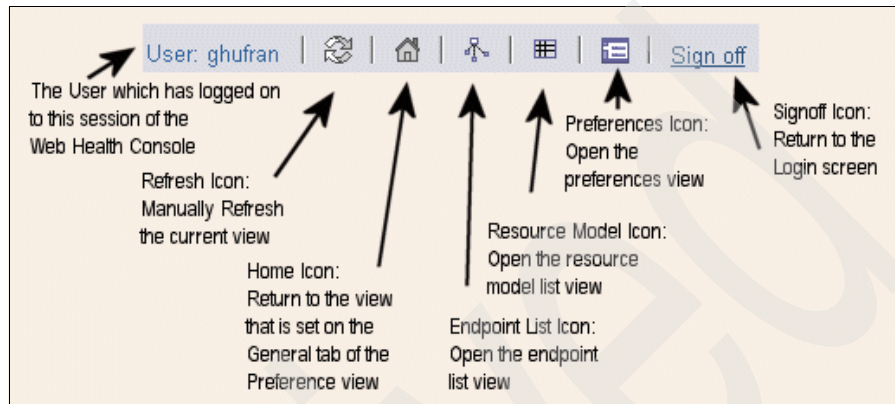 User: ghufran | | | | | | Sign off
The User which has logged on
to this session of the
Web Health Console
Refresh Icon:
Manually Refresh
the current view
Home Icon:
Return to the view
that is set on the
General tab of the
Preference view
Endpoint List Icon:
Open the endpoint
list view
Resource Model Icon:
Open the resource
model list view
Preferences Icon:
Open the
preferences view
Signoff Icon:
Return to the
Login screen